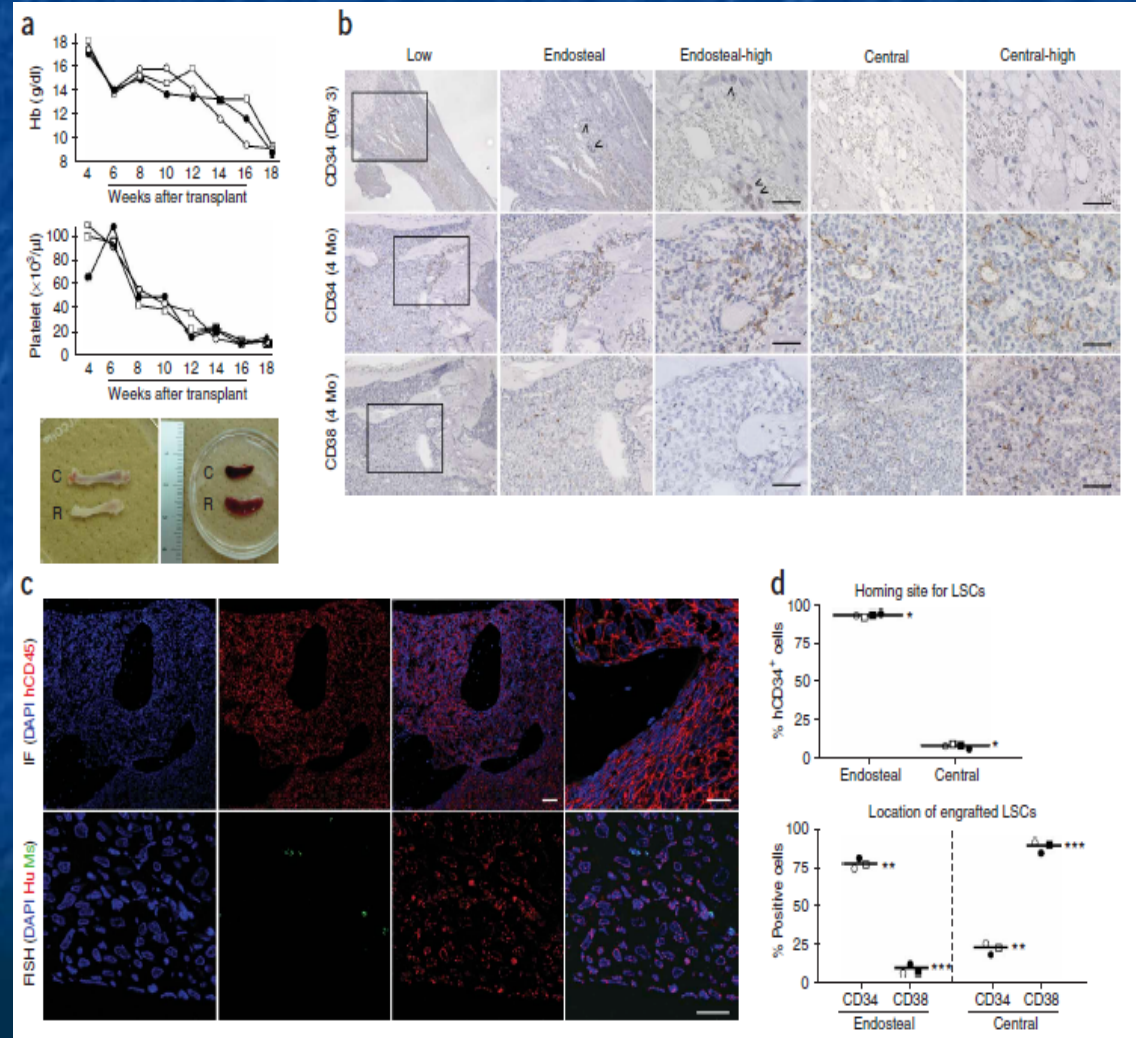 a
18
16
14
12
10
8
Hb (g/dl)
4 6 8 10 12 14 16 18
Weeks after transplant
100
80
60
40
20
0
Platelet (×10³/µl)
4 6 8 10 12 14 16 18
Weeks after transplant
C
R
C
R
b
Low Endosteal Endosteal-high Central Central-high
CD34 (Day 3)
CD34 (4 Mo)
CD38 (4 Mo)
c
IF (DAPI hCD45)
FISH (DAPI Hu Ms)
d
Homing site for LSCs
100
75
50
25
0
% hCD34⁺ cells
*
*
Endosteal Central
Location of engrafted LSCs
100
75
50
25
0
% Positive cells
**
***
**
***
CD34 CD38 CD34 CD38
Endosteal Central